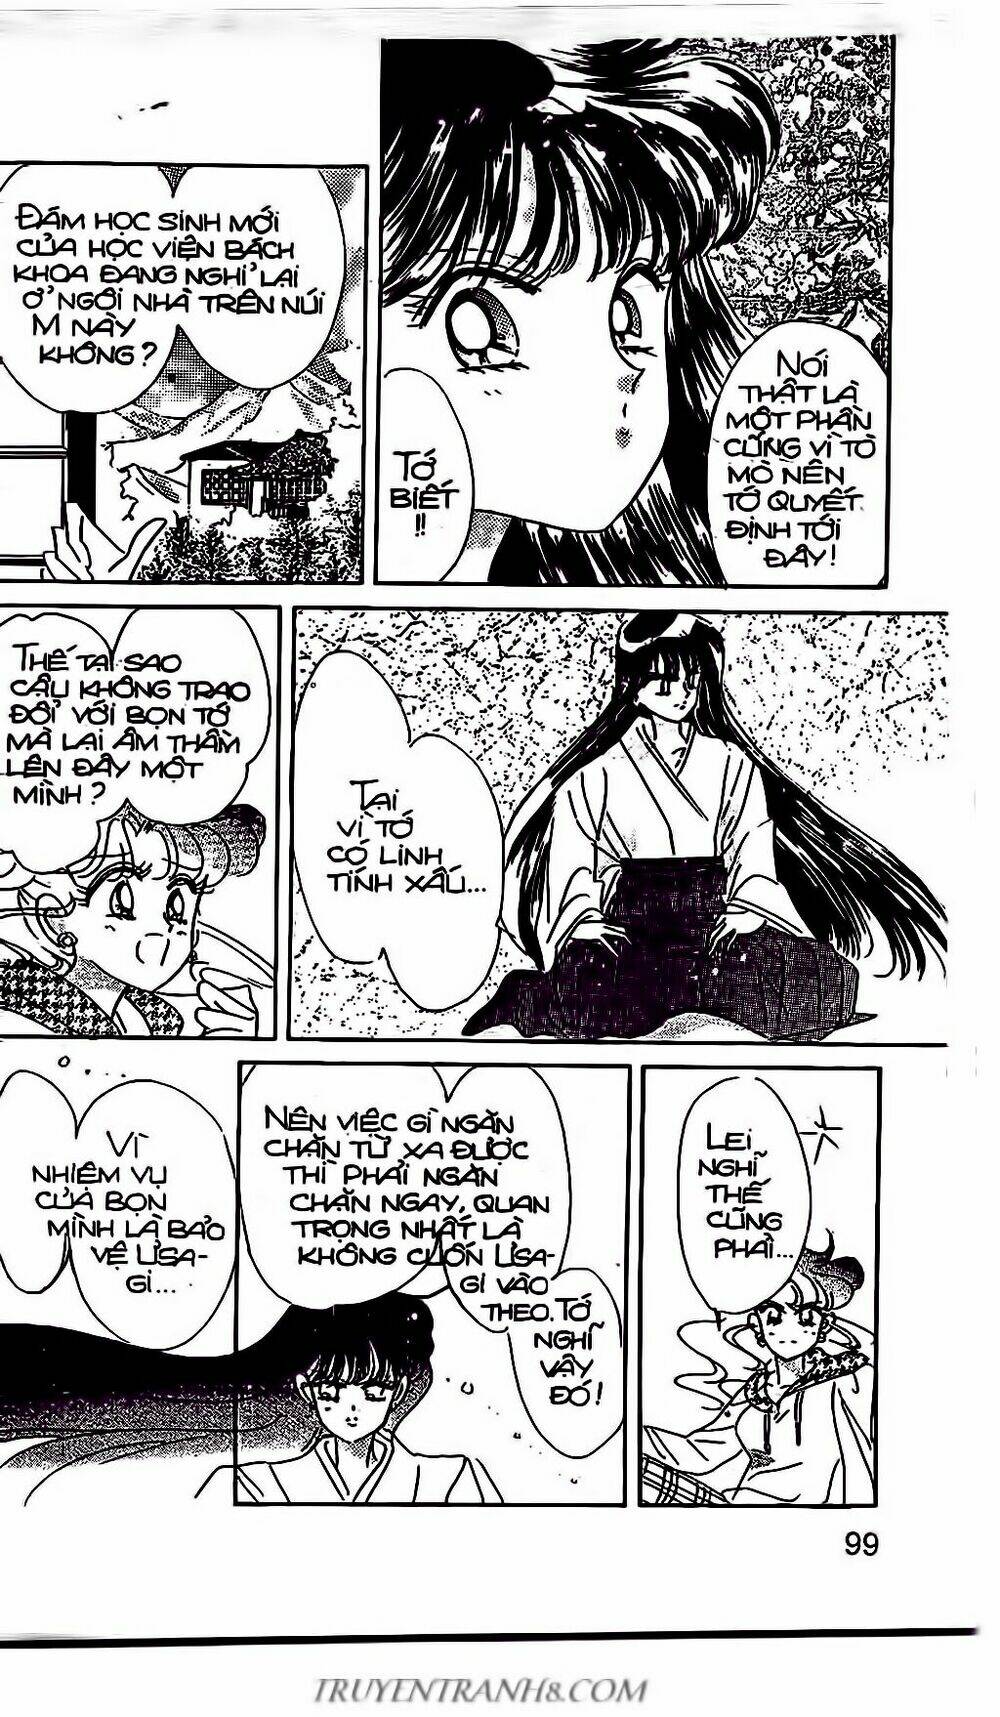 NÓI
THẬT LÀ
MỘT PHẦN
CŨNG VÌ TÒ
MÒ NÊN
TỚ QUYẾT
ĐỊNH TỚI
ĐÂY!
TỚ
BIẾT
!!
ĐÁM HỌC SINH MỚI
CỦA HỌC VIỆN BÁCH
KHOA ĐANG NGHỈ LẠI
Ở NGÔI NHÀ TRÊN NÚI
M NÀY
KHÔNG?
TẠI
VÌ TỚ
CÓ LINH
TÍNH XẤU...
THẾ TẠI SAO
CẬU KHÔNG TRAO
ĐỔI VỚI BỌN TỚ
MÀ LẠI ÂM THẦM
LÊN ĐÂY MỘT
MÌNH?
LEI
NGHĨ
THẾ
CŨNG
PHẢI...
NÊN VIỆC GÌ NGĂN
CHẶN TỪ XA ĐƯỢC
THÌ PHẢI NGĂN
CHẶN NGAY, QUAN
TRỌNG NHẤT LÀ
KHÔNG CUỐN USA-
GI VÀO
THEO. TỚ
NGHĨ
VẬY
ĐÓ!
VÌ
NHIỆM VỤ
CỦA BỌN
MÌNH LÀ BẢO
VỆ USA-
GI...
99
TRUYENTRANH8.COM